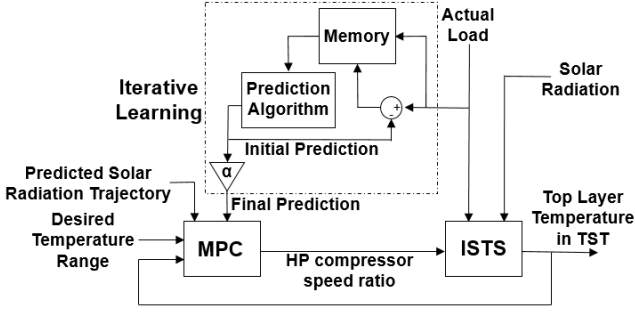 Actual
Load
Memory
Iterative
Learning
Prediction
Algorithm
+
-
Solar
Radiation
Initial Prediction
α
Predicted Solar
Radiation Trajectory
Final Prediction
Desired
Temperature
Range
MPC
HP compressor
speed ratio
ISTS
Top Layer
Temperature
in TST